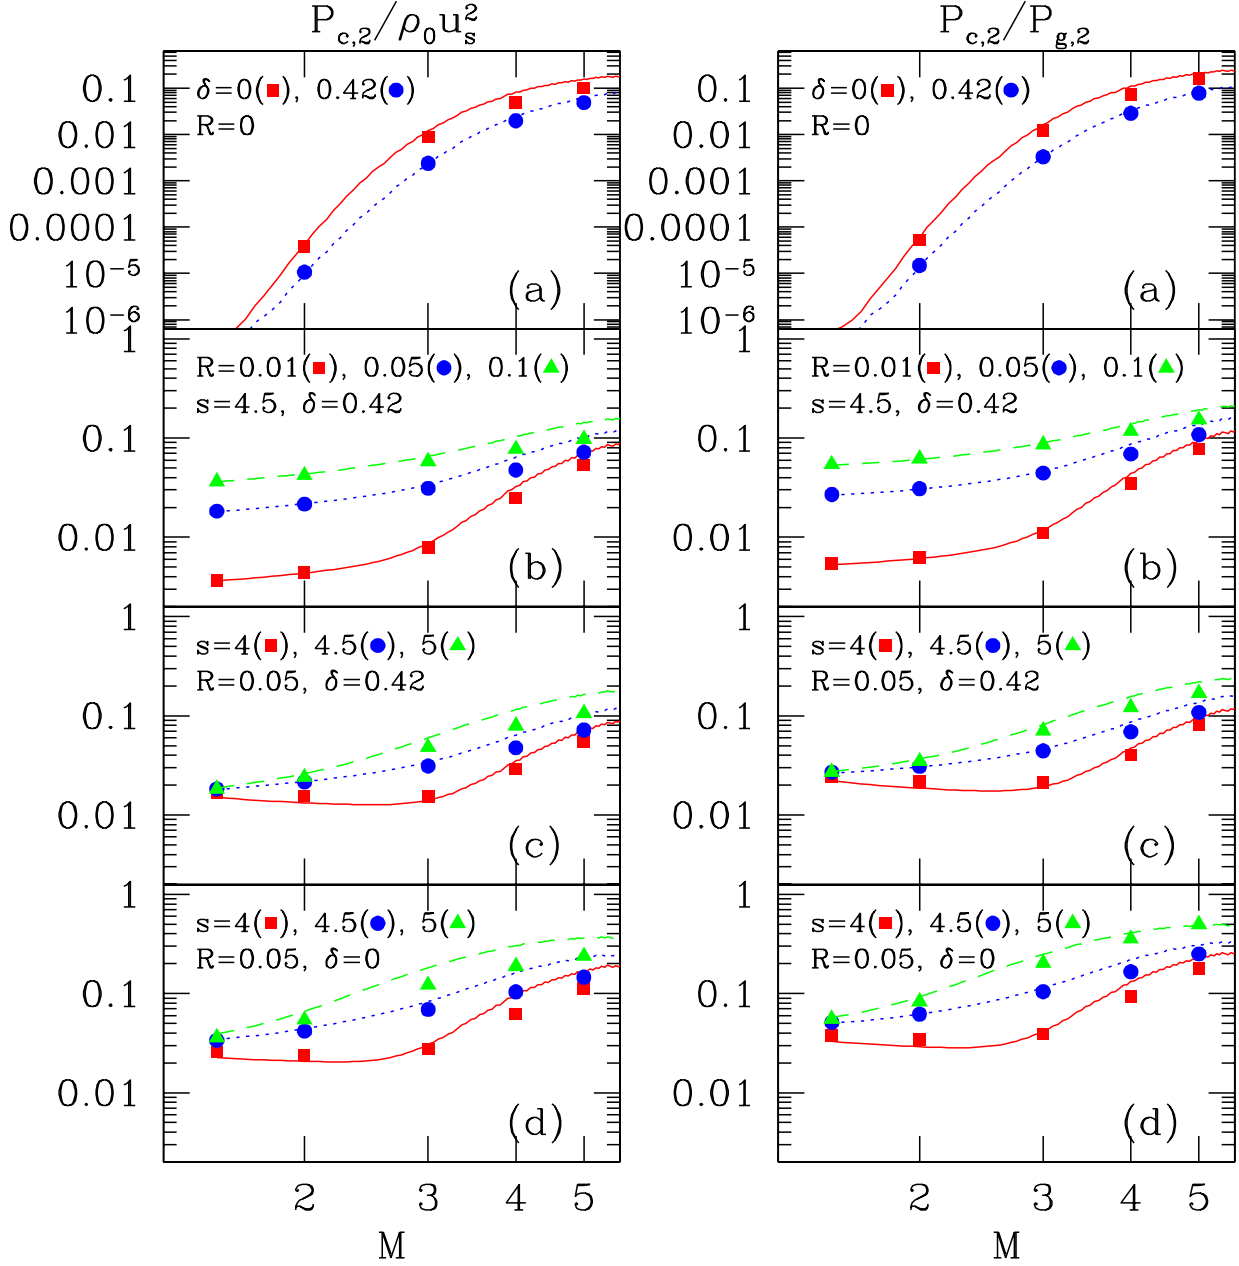 P_{c,2}/ρ_0u_s^2
P_{c,2}/P_{g,2}
δ=0(■), 0.42(●)
R=0
0.1
0.01
0.001
0.0001
10^{-5}
10^{-6}
(a)
δ=0(■), 0.42(●)
R=0
0.1
0.01
0.001
0.0001
10^{-5}
10^{-6}
(a)
R=0.01(■), 0.05(●), 0.1(▲)
s=4.5, δ=0.42
1
0.1
0.01
(b)
R=0.01(■), 0.05(●), 0.1(▲)
s=4.5, δ=0.42
1
0.1
0.01
(b)
s=4(■), 4.5(●), 5(▲)
R=0.05, δ=0.42
1
0.1
0.01
(c)
s=4(■), 4.5(●), 5(▲)
R=0.05, δ=0.42
1
0.1
0.01
(c)
s=4(■), 4.5(●), 5(▲)
R=0.05, δ=0
1
0.1
0.01
(d)
s=4(■), 4.5(●), 5(▲)
R=0.05, δ=0
1
0.1
0.01
(d)
2 3 4 5
M
2 3 4 5
M